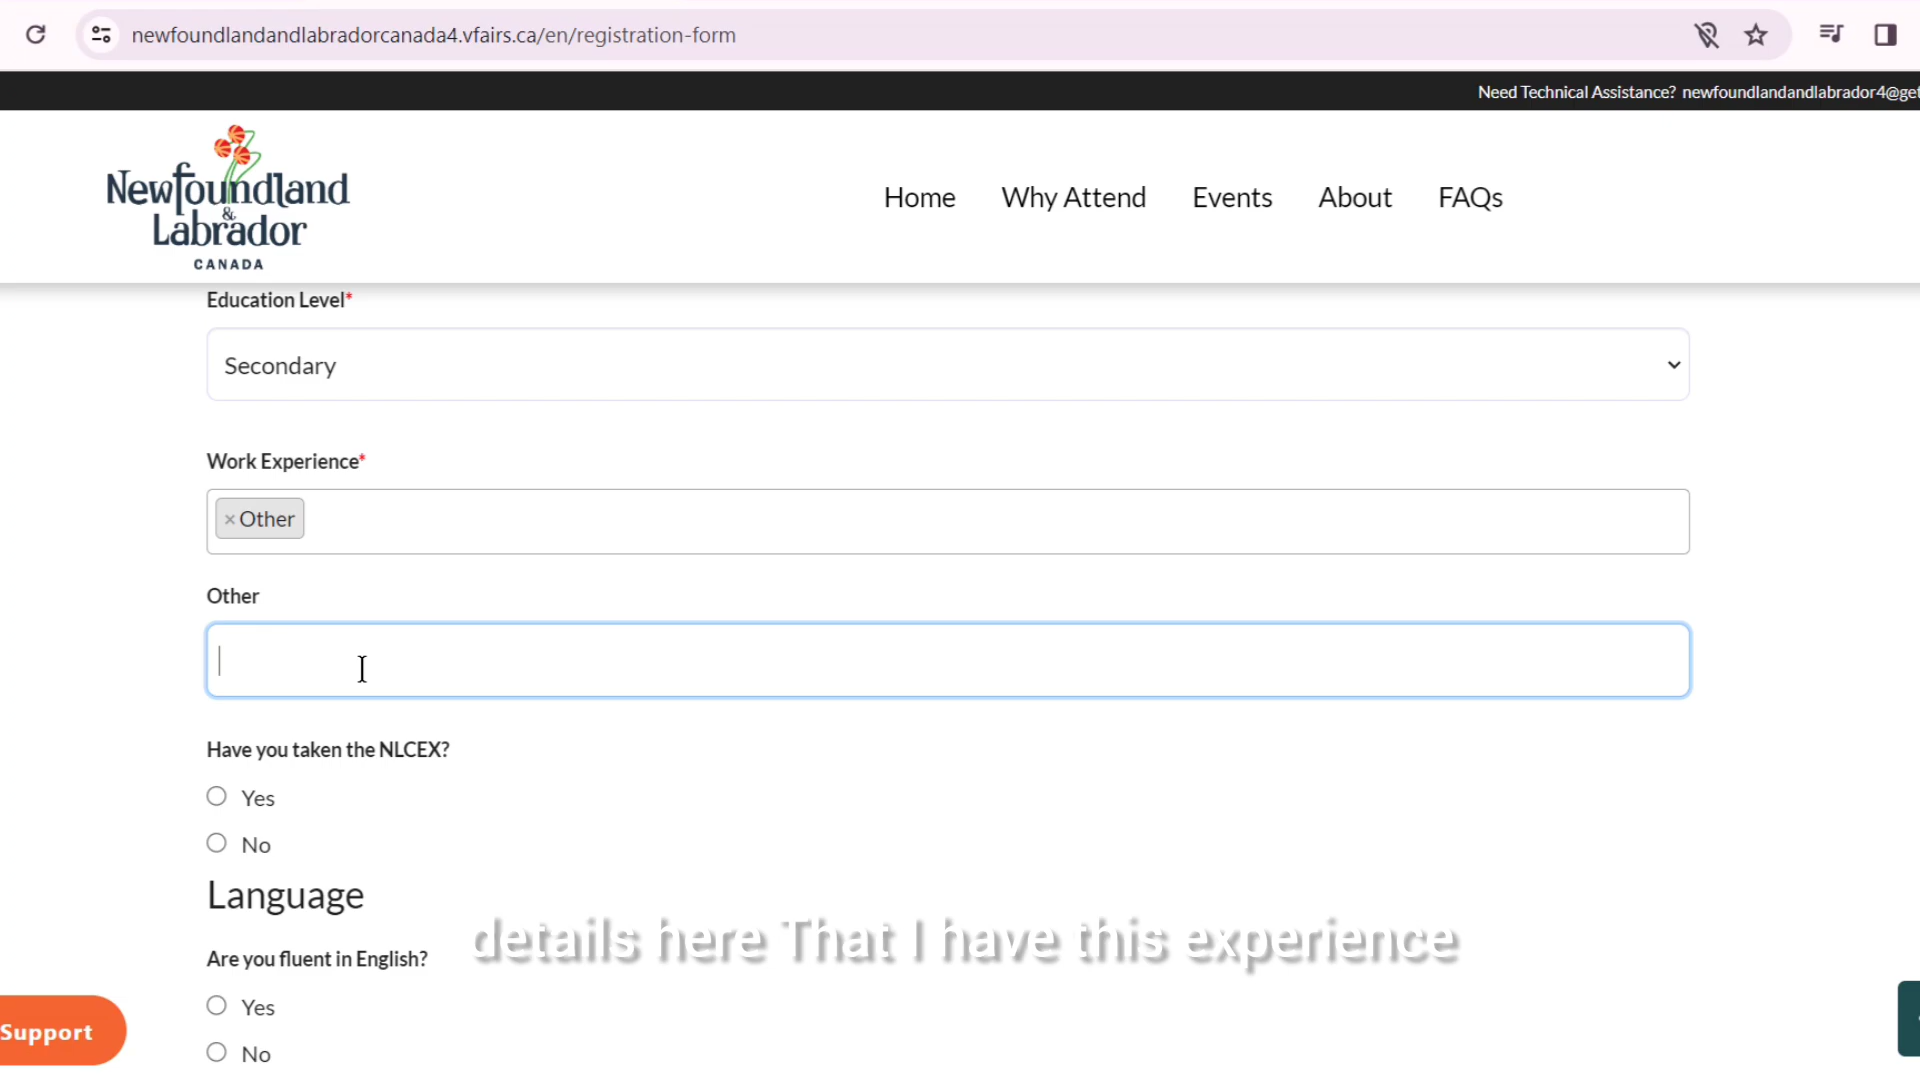 newfoundlandandlabradorcanada4.vfairs.ca/en/registration-form
Need Technical Assistance? newfoundlandandlabrador4@get
Newfoundland
&
Labrador
CANADA
Home Why Attend Events About FAQs
Education Level*
Secondary
Work Experience*
× Other
Other
Have you taken the NLCEX?
Yes
No
Language
details here That I have this experience
Are you fluent in English?
Yes
Support
No